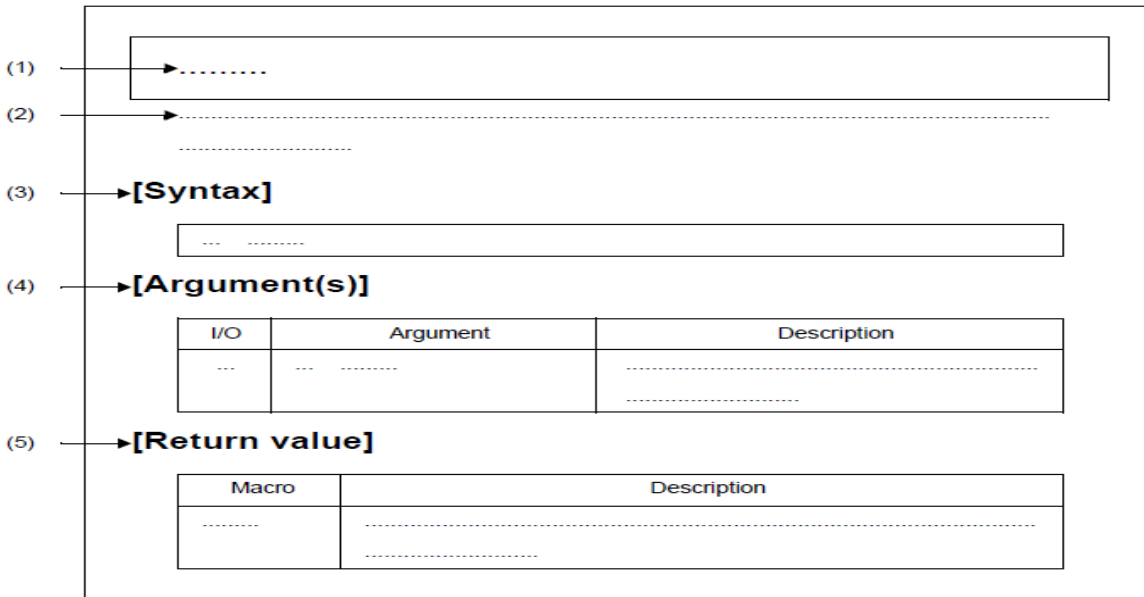 (1) .........
(2) ................................................................
..........................
(3) [Syntax]
... .........
(4) [Argument(s)]
I/O Argument Description
... ... ......... ................................................................
..........................
(5) [Return value]
Macro Description
......... ................................................................
..........................